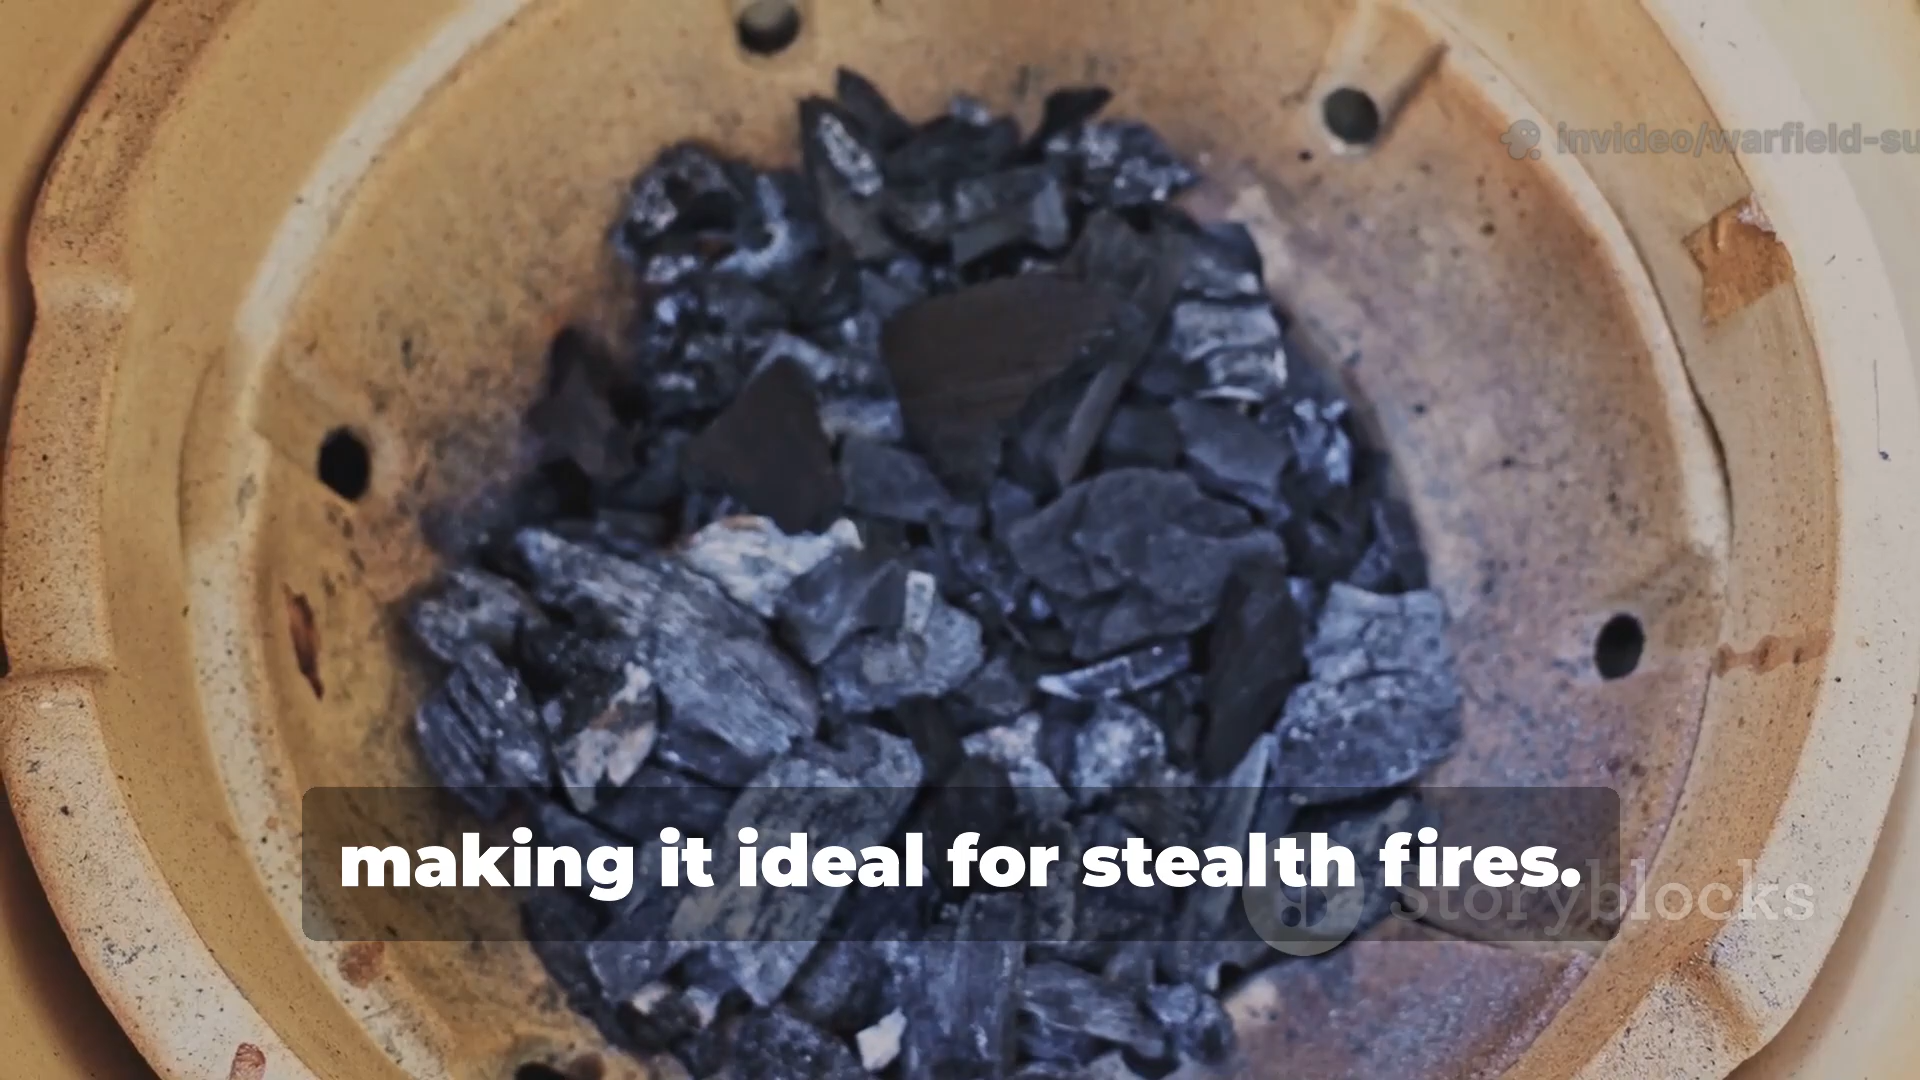 invideo/warfield-su
making it ideal for stealth fires.
Storyblocks